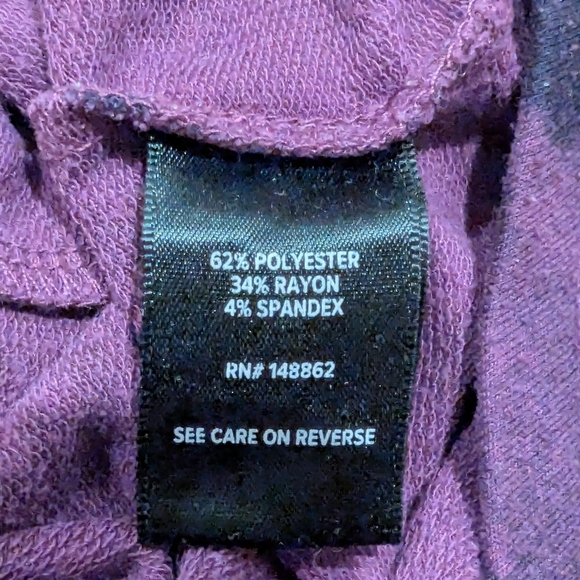 62% POLYESTER
34% RAYON
4% SPANDEX
RN# 148862
SEE CARE ON REVERSE